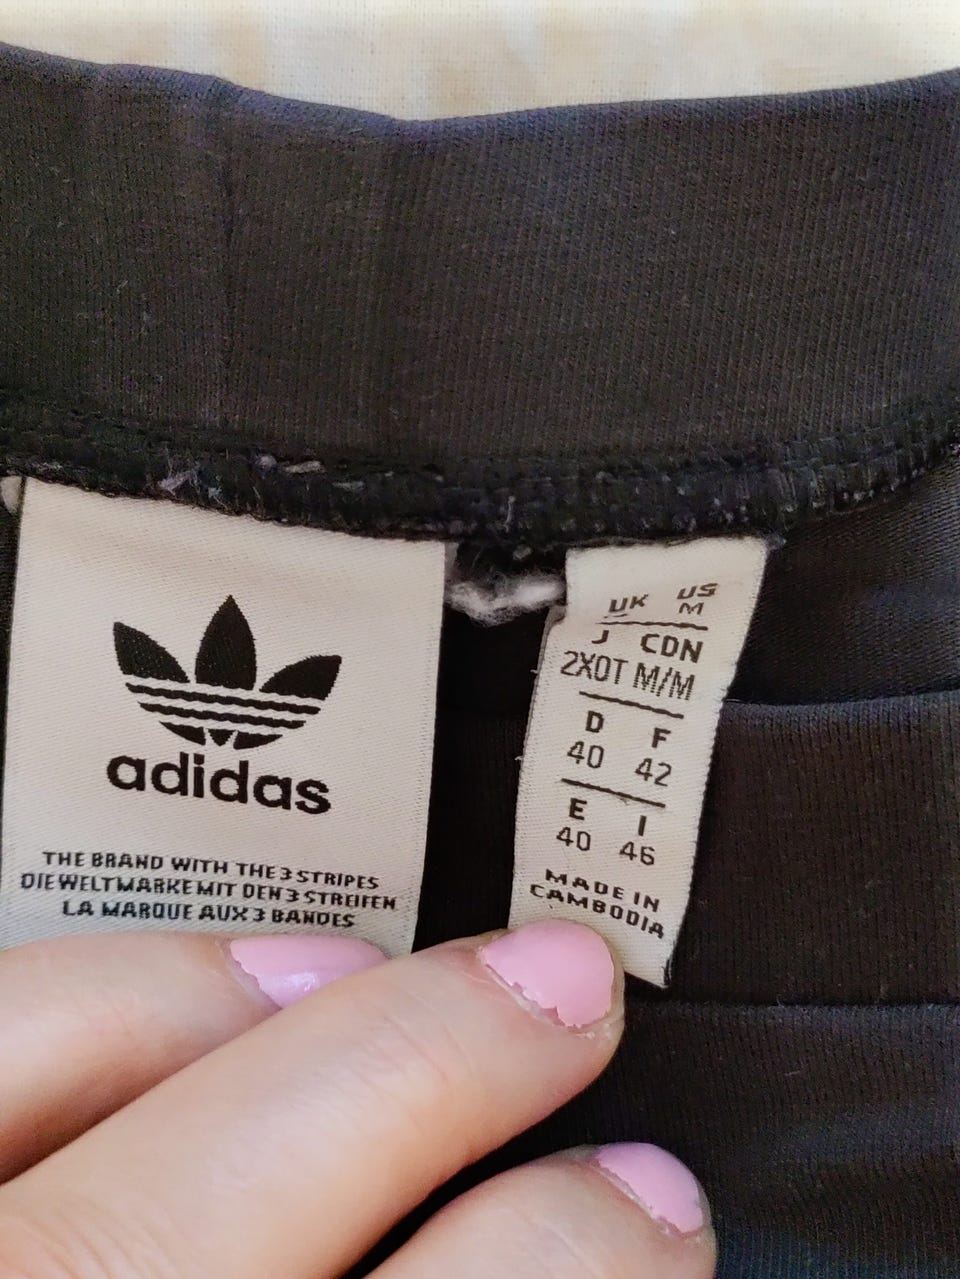 adidas
THE BRAND WITH THE 3 STRIPES
DIE WELTMARKE MIT DEN 3 STREIFEN
LA MARQUE AUX 3 BANDES
UK US
M
J CDN
2XOT M/M
D F
40 42
E I
40 46
MADE IN
CAMBODIA